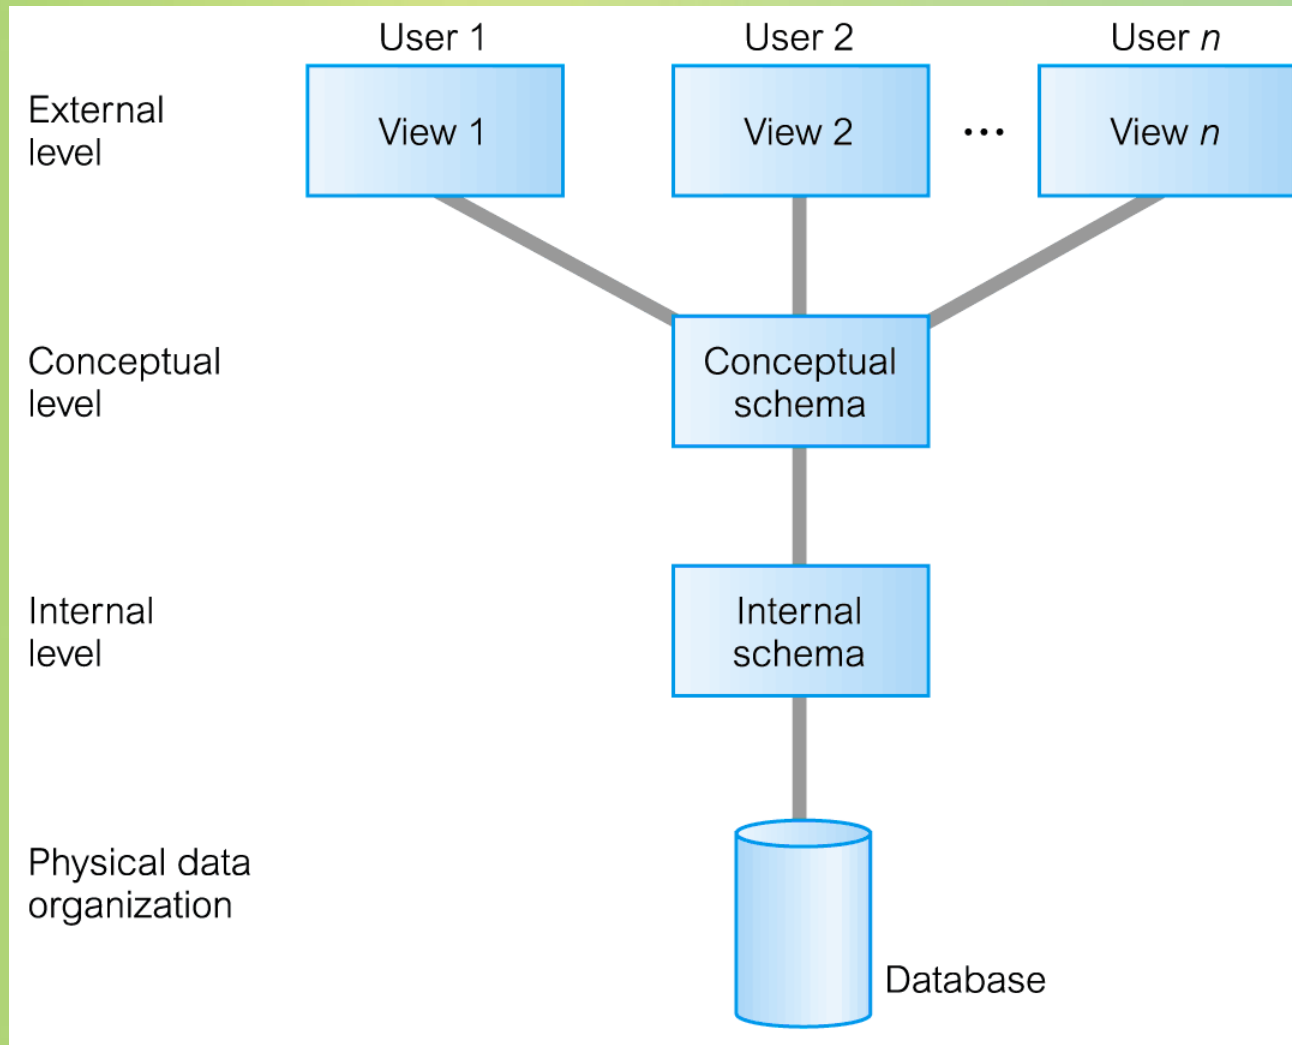 User 1
User 2
User n
External
level
View 1
View 2
...
View n
Conceptual
level
Conceptual
schema
Internal
level
Internal
schema
Physical data
organization
Database